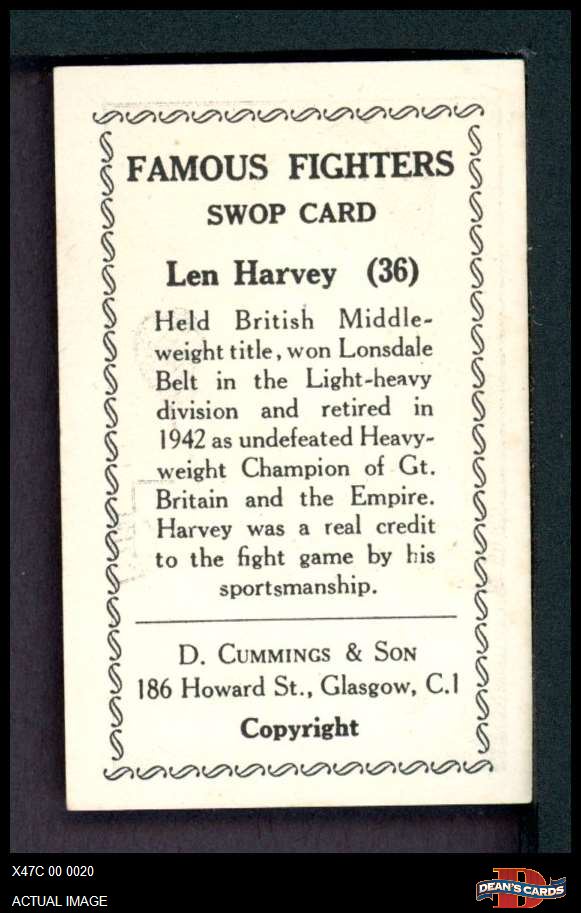 FAMOUS FIGHTERS
SWOP CARD
Len Harvey (36)
Held British Middle-
weight title, won Lonsdale
Belt in the Light-heavy
division and retired in
1942 as undefeated Heavy-
weight Champion of Gt.
Britain and the Empire.
Harvey was a real credit
to the fight game by his
sportsmanship.
D. CUMMINGS & SON
186 Howard St., Glasgow, C.1
Copyright
X47C 00 0020
ACTUAL IMAGE
D
DEAN'S CARDS